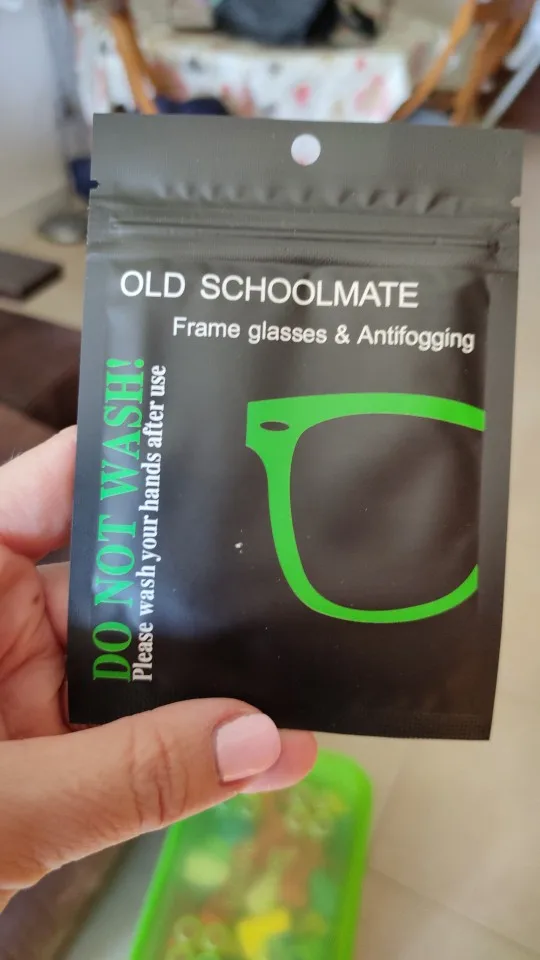 OLD SCHOOLMATE
Frame glasses & Antifogging
DO NOT WASH!
Please wash your hands after use